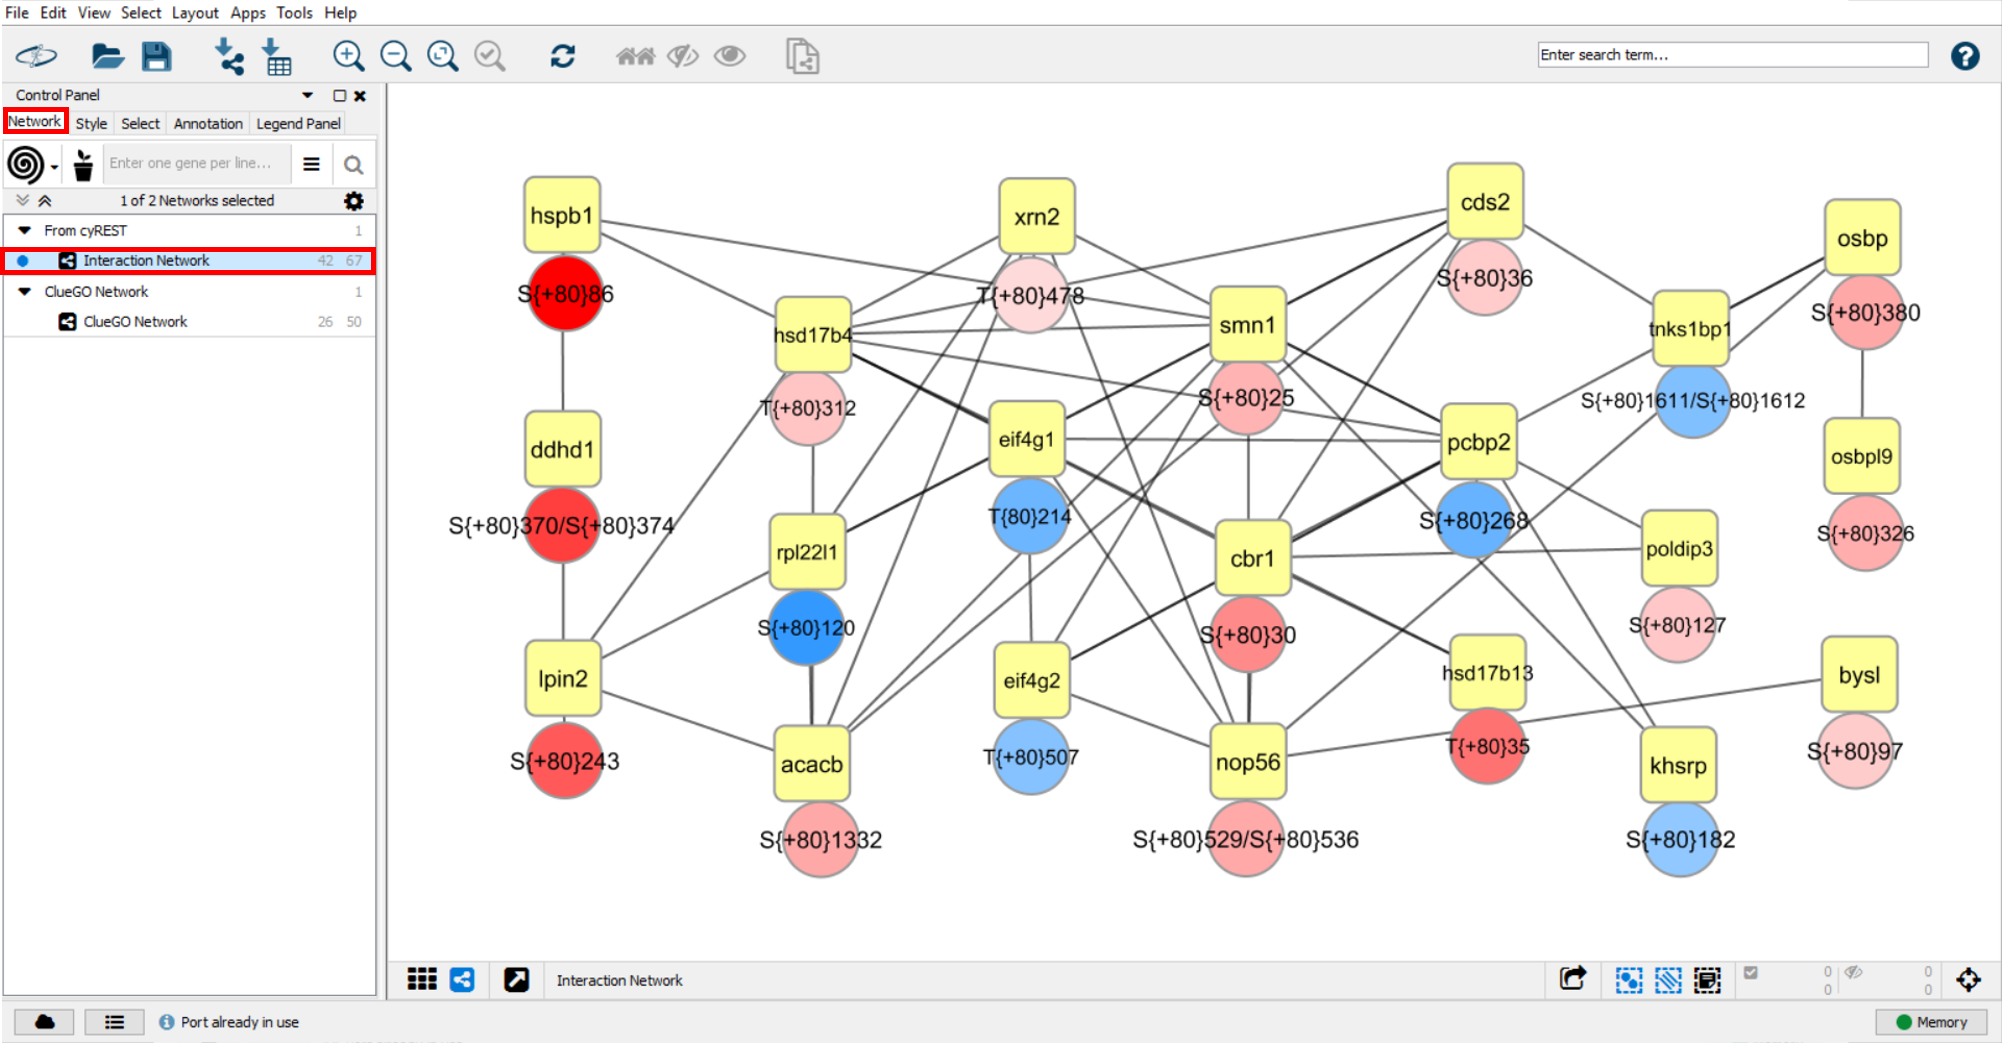 File Edit View Select Layout Apps Tools Help
Enter search term...
Control Panel
Network Style Select Annotation Legend Panel
Enter one gene per line...
1 of 2 Networks selected
From cyREST 1
Interaction Network 42 67
ClueGO Network 1
ClueGO Network 26 50
hspb1
S{+80}86
ddhd1
S{+80}370/S{+80}374
lpin2
S{+80}243
hsd17b4
T{+80}312
rpl22l1
S{+80}120
acacb
S{+80}1332
xrn2
T{+80}478
eif4g1
T{80}214
eif4g2
T{+80}507
smn1
S{+80}25
cbr1
S{+80}30
nop56
S{+80}529/S{+80}536
cds2
S{+80}36
pcbp2
S{+80}268
hsd17b13
T{+80}35
tnks1bp1
S{+80}1611/S{+80}1612
poldip3
S{+80}127
khsrp
S{+80}182
osbp
S{+80}380
osbpl9
S{+80}326
bysl
S{+80}97
Interaction Network
0 0
0 0
Port already in use
Memory